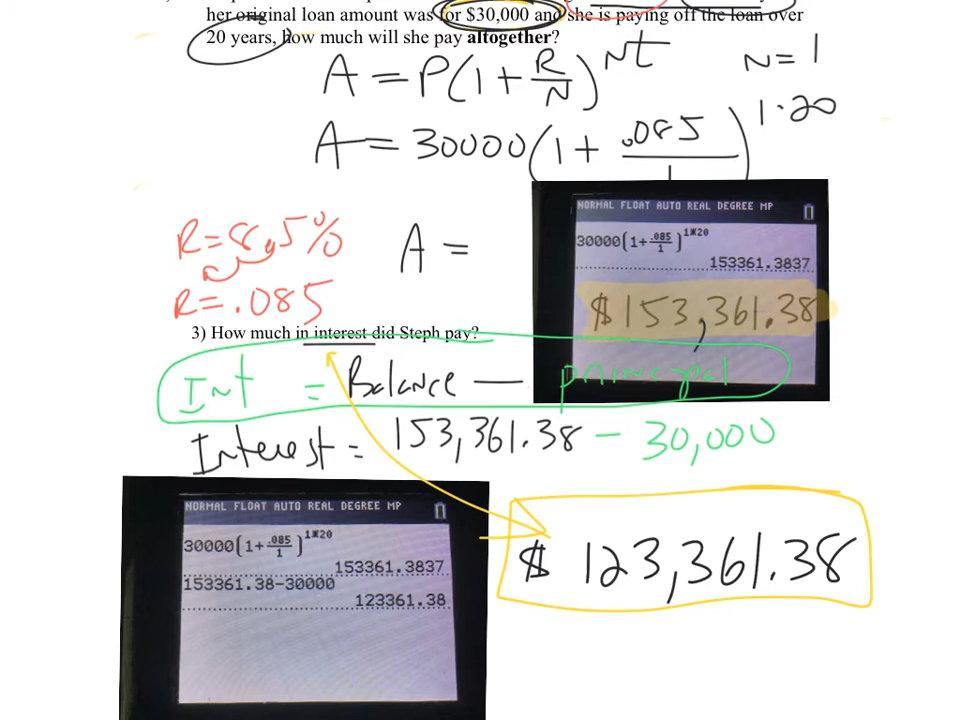 her original loan amount was for $30,000 and she is paying off the loan over
20 years, how much will she pay altogether?
A = P(1 + R/N)^Nt N = 1
A = 30000(1 + .085/1)^1·20
NORMAL FLOAT AUTO REAL DEGREE MP
30000(1+.085/1)^1*20
153361.3837
R = 8.5%
A =
R = .085
$153,361.38
3) How much in interest did Steph pay?
Int = Balance — principal
Interest = 153,361.38 - 30,000
NORMAL FLOAT AUTO REAL DEGREE MP
30000(1+.085/1)^1*20
153361.3837
153361.38-30000
123361.38
$ 123,361.38